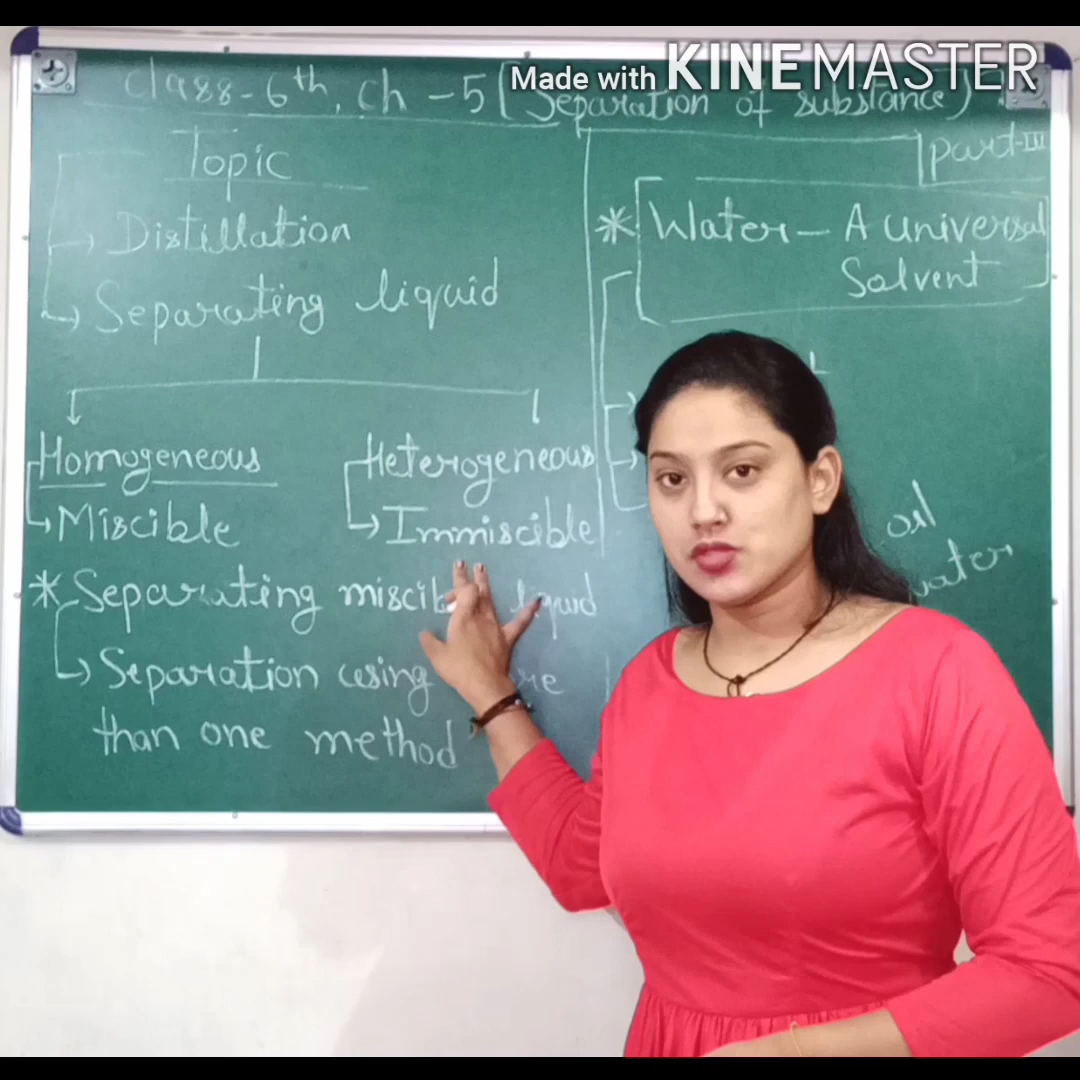 Made with KINEMASTER
Class-6th, Ch-5 (Separation of substance)
Part-III
Topic
→ Distillation
→ Separating liquid
Homogeneous
→ Miscible
Heterogeneous
→ Immiscible
* Separating liquid
→ Separation using
than one method
* Water - A universal
Solvent
oil
water